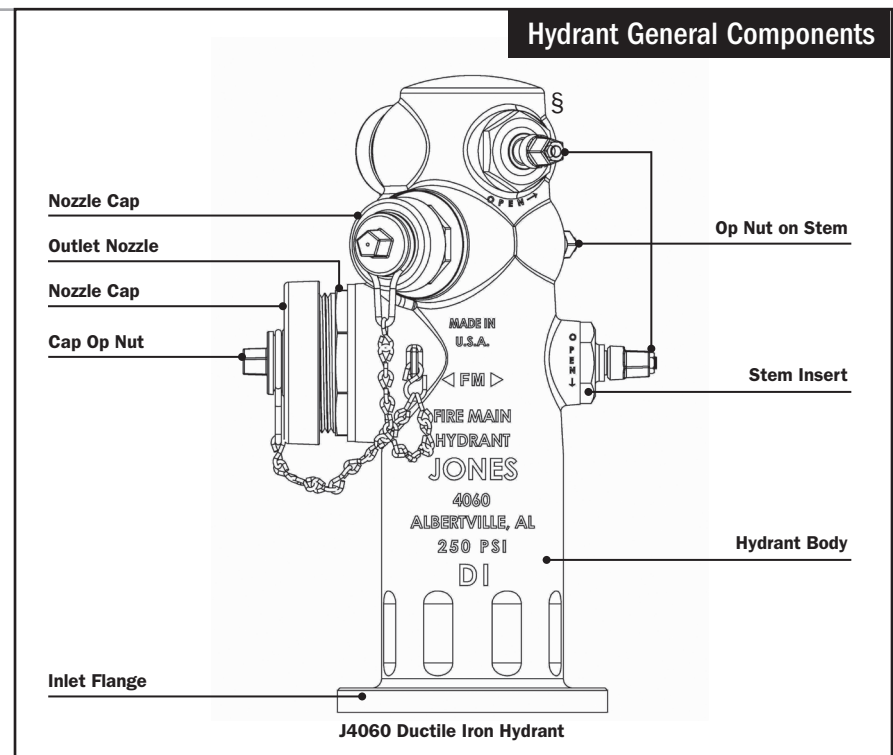 Hydrant General Components
§
OPEN→
Nozzle Cap
Outlet Nozzle
Nozzle Cap
Cap Op Nut
Op Nut on Stem
OPEN→
Stem Insert
MADE IN
U.S.A.
◁ FM ▷
FIRE MAIN
HYDRANT
JONES
4060
ALBERTVILLE, AL
250 PSI
DI
Hydrant Body
Inlet Flange
J4060 Ductile Iron Hydrant